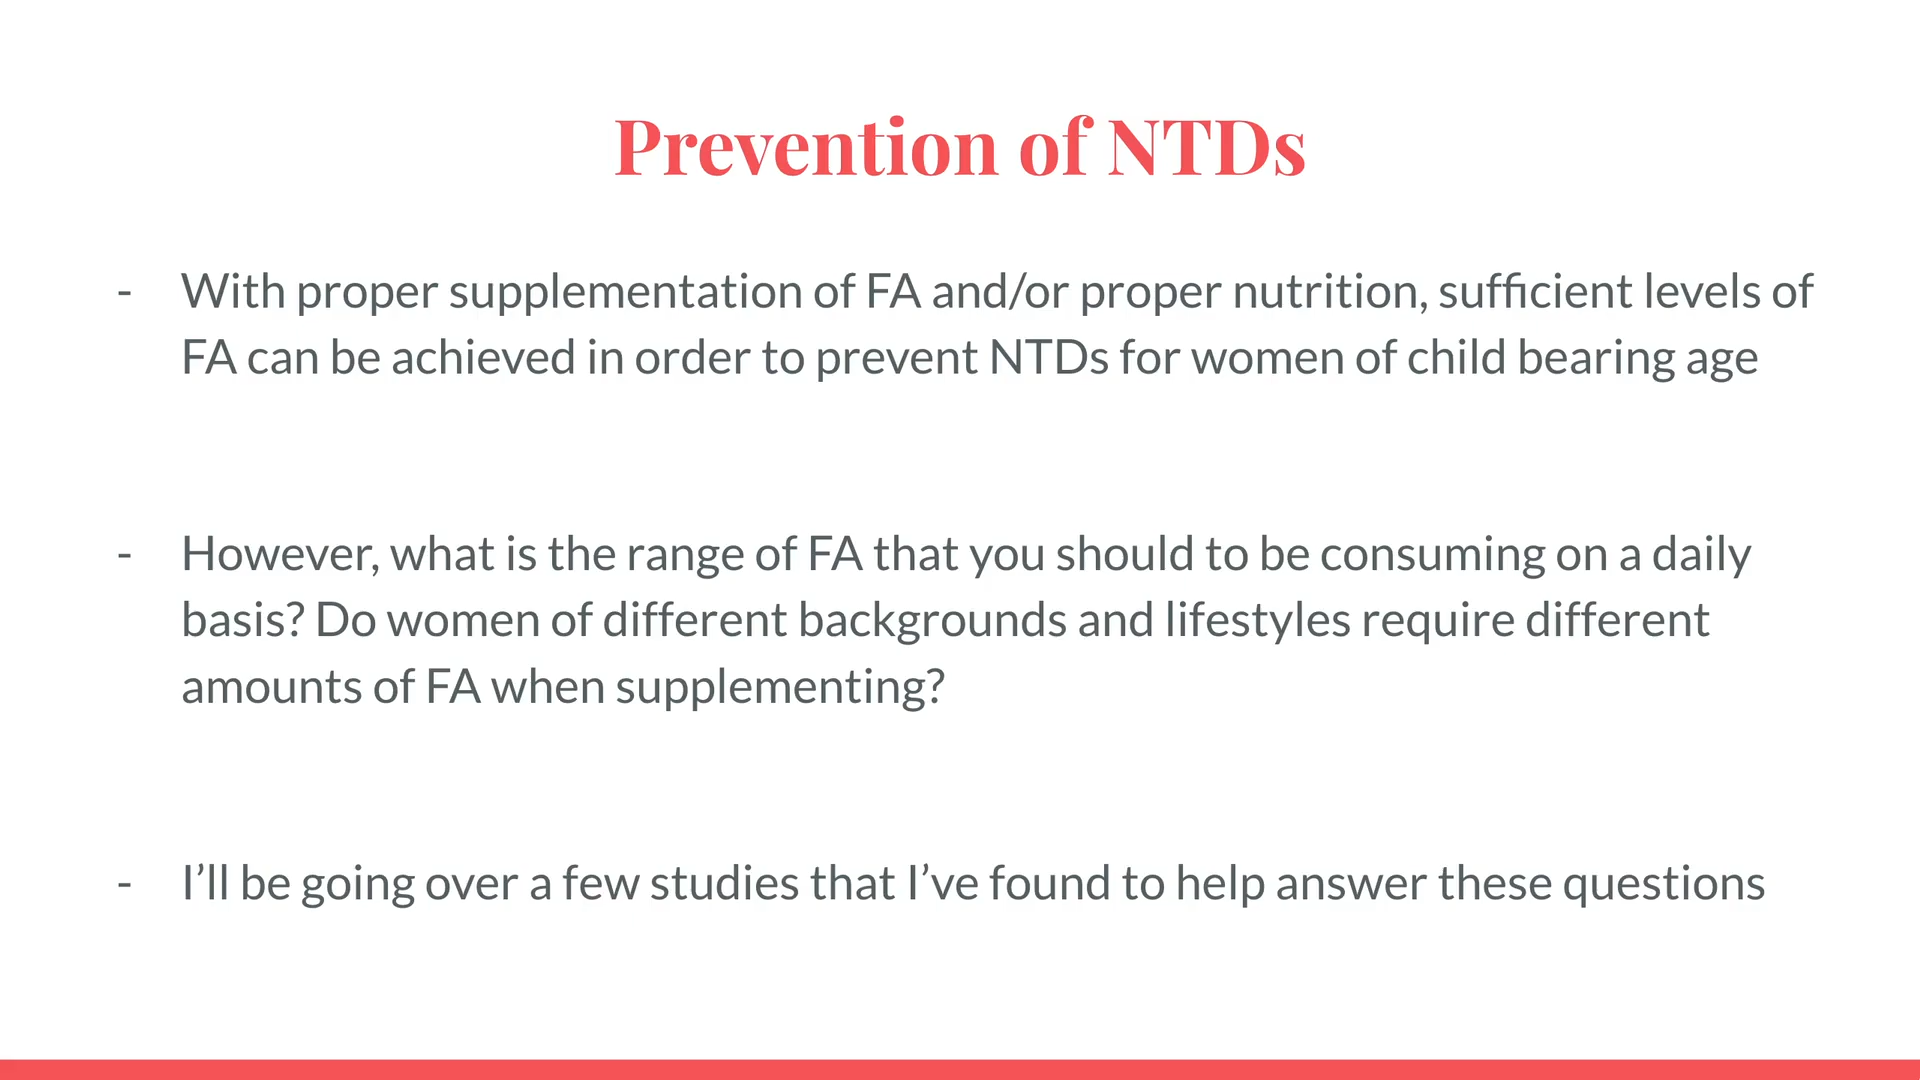 Prevention of NTDs
- With proper supplementation of FA and/or proper nutrition, sufficient levels of
FA can be achieved in order to prevent NTDs for women of child bearing age
- However, what is the range of FA that you should to be consuming on a daily
basis? Do women of different backgrounds and lifestyles require different
amounts of FA when supplementing?
- I’ll be going over a few studies that I’ve found to help answer these questions